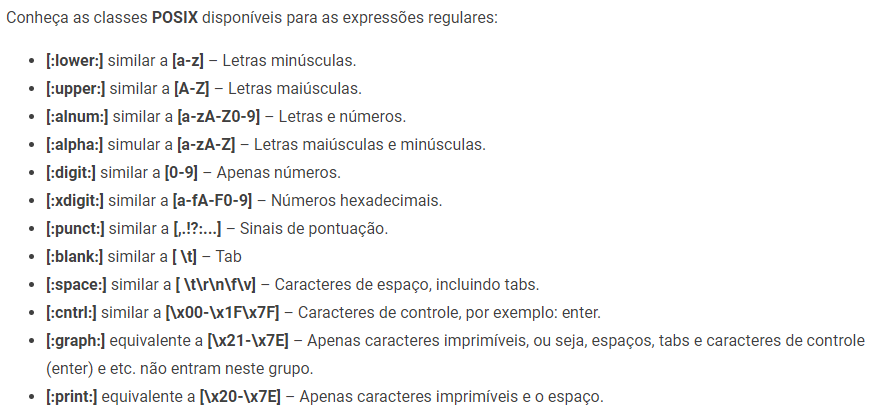 Conheça as classes POSIX disponíveis para as expressões regulares:
• [:lower:] similar a [a-z] – Letras minúsculas.
• [:upper:] similar a [A-Z] – Letras maiúsculas.
• [:alnum:] similar a [a-zA-Z0-9] – Letras e números.
• [:alpha:] simular a [a-zA-Z] – Letras maiúsculas e minúsculas.
• [:digit:] similar a [0-9] – Apenas números.
• [:xdigit:] similar a [a-fA-F0-9] – Números hexadecimais.
• [:punct:] similar a [,.!?:...] – Sinais de pontuação.
• [:blank:] similar a [ \t] – Tab
• [:space:] similar a [ \t\r\n\f\v] – Caracteres de espaço, incluindo tabs.
• [:cntrl:] similar a [\x00-\x1F\x7F] – Caracteres de controle, por exemplo: enter.
• [:graph:] equivalente a [\x21-\x7E] – Apenas caracteres imprimíveis, ou seja, espaços, tabs e caracteres de controle
(enter) e etc. não entram neste grupo.
• [:print:] equivalente a [\x20-\x7E] – Apenas caracteres imprimíveis e o espaço.